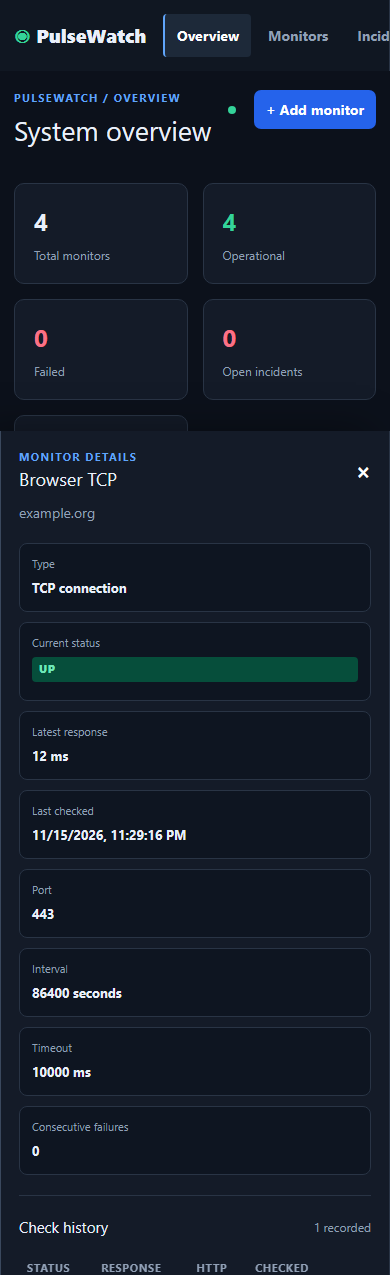 PulseWatch
Overview
Monitors
Incid
PULSEWATCH / OVERVIEW
System overview
+ Add monitor
4
Total monitors
4
Operational
0
Failed
0
Open incidents
MONITOR DETAILS
Browser TCP
×
example.org
Type
TCP connection
Current status
UP
Latest response
12 ms
Last checked
11/15/2026, 11:29:16 PM
Port
443
Interval
86400 seconds
Timeout
10000 ms
Consecutive failures
0
Check history
1 recorded
STATUS RESPONSE HTTP CHECKED